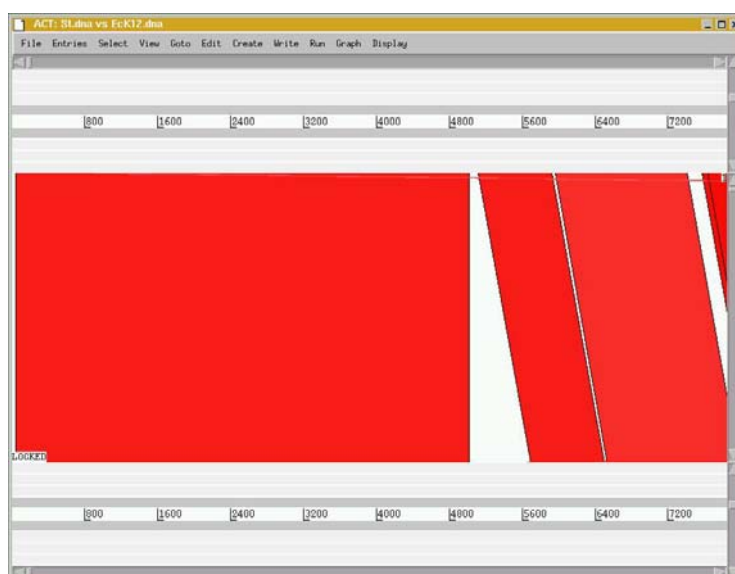 ACT: St.dna vs EcK12.dna
File Entries Select View Goto Edit Create Write Run Graph Display
800 1600 2400 3200 4000 4800 5600 6400 7200
LOCKED
800 1600 2400 3200 4000 4800 5600 6400 7200